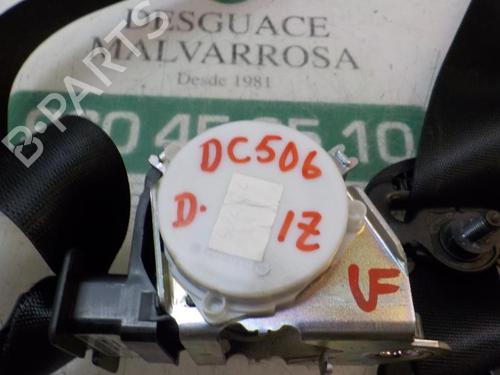 DESGUACE
MALVARROSA
Desde 1981
B-PARTS
DC506
D.
IZ
VF